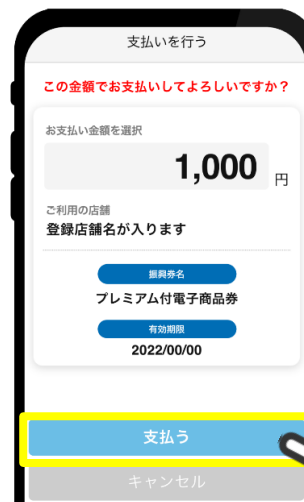 支払いを行う
この金額でお支払いしてよろしいですか？
お支払い金額を選択
1,000 円
ご利用の店舗
登録店舗名が入ります
振興券名
プレミアム付電子商品券
有効期限
2022/00/00
支払う
キャンセル